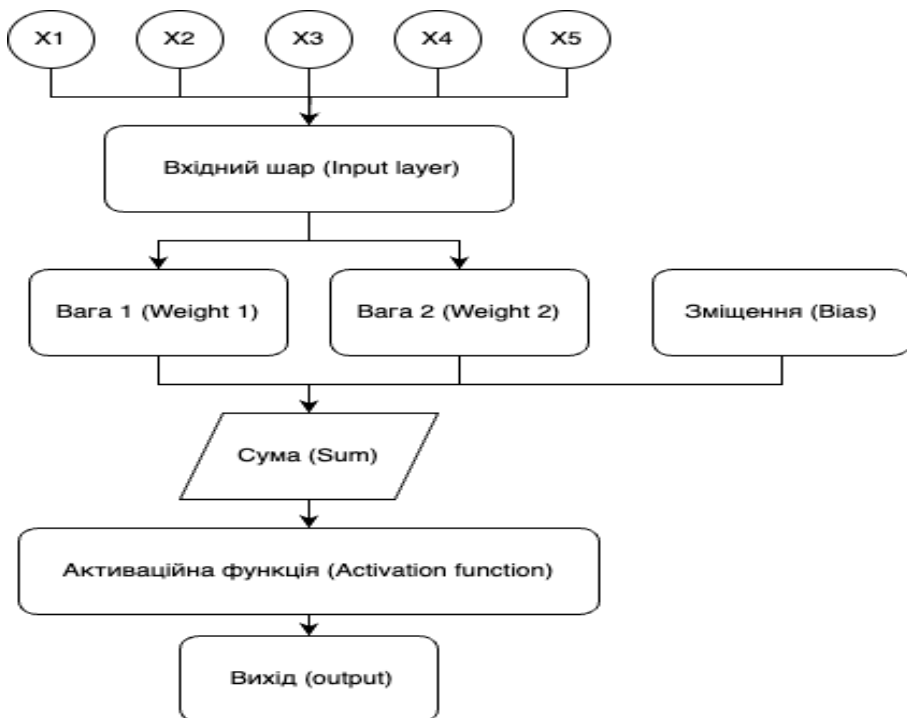 X1
X2
X3
X4
X5
Вхідний шар (Input layer)
Вага 1 (Weight 1)
Вага 2 (Weight 2)
Зміщення (Bias)
Сума (Sum)
Активаційна функція (Activation function)
Вихід (output)